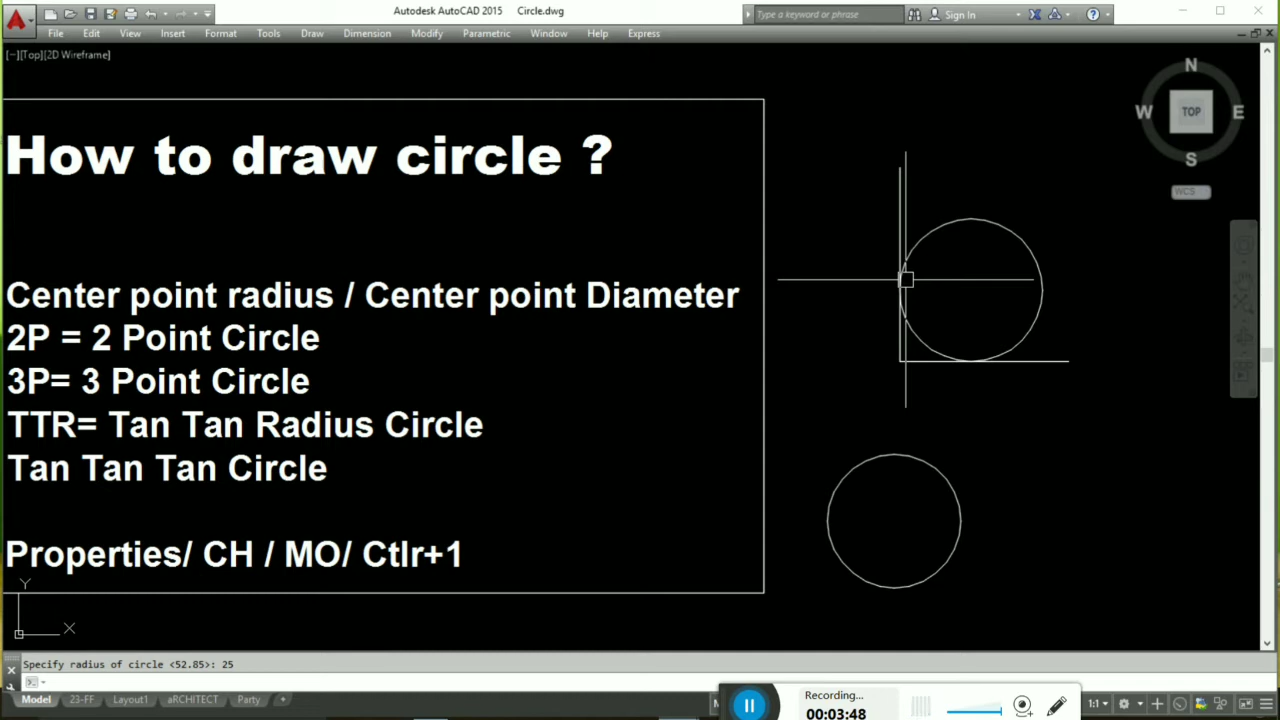 Autodesk AutoCAD 2015 Circle.dwg
Type a keyword or phrase
Sign In
File Edit View Insert Format Tools Draw Dimension Modify Parametric Window Help Express
[−][Top][2D Wireframe]
N
W TOP E
S
WCS
How to draw circle ?
Center point radius / Center point Diameter
2P = 2 Point Circle
3P= 3 Point Circle
TTR= Tan Tan Radius Circle
Tan Tan Tan Circle
Properties/ CH / MO/ Ctlr+1
Y
X
Specify radius of circle <52.85>: 25
Model 23-FF Layout1 aRCHITECT Party +
Recording...
00:03:48
1:1